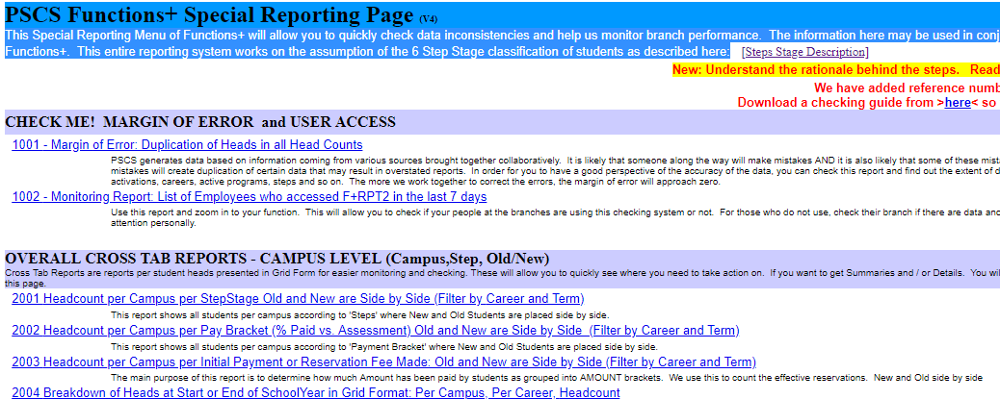 PSCS Functions+ Special Reporting Page (V4)
This Special Reporting Menu of Functions+ will allow you to quickly check data inconsistencies and help us monitor branch performance.  The information here may be used in conj
Functions+.  This entire reporting system works on the assumption of the 6 Step Stage classification of students as described here:   [Steps Stage Description]
New: Understand the rationale behind the steps.   Read
We have added reference numb
Download a checking guide from >here< so
CHECK ME!  MARGIN OF ERROR  and USER ACCESS
1001 - Margin of Error: Duplication of Heads in all Head Counts
PSCS generates data based on information coming from various sources brought together collaboratively.  It is likely that someone along the way will make mistakes AND it is also likely that some of these mist
mistakes will create duplication of certain data that may result in overstated reports.  In order for you to have a good perspective of the accuracy of the data, you can check this report and find out the extent of d
activations, careers, active programs, steps and so on.  The more we work together to correct the errors, the margin of error will approach zero.
1002 - Monitoring Report: List of Employees who accessed F+RPT2 in the last 7 days
Use this report and zoom in to your function.  This will allow you to check if your people at the branches are using this checking system or not.  For those who do not use, check their branch if there are data and
attention personally.
OVERALL CROSS TAB REPORTS - CAMPUS LEVEL (Campus,Step, Old/New)
Cross Tab Reports are reports per student heads presented in Grid Form for easier monitoring and checking. These will allow you to quickly see where you need to take action on.  If you want to get Summaries and / or Details.  You wil
this page.
2001 Headcount per Campus per StepStage Old and New are Side by Side (Filter by Career and Term)
This report shows all students per campus according to 'Steps' where New and Old Students are placed side by side.
2002 Headcount per Campus per Pay Bracket (% Paid vs. Assessment) Old and New are Side by Side  (Filter by Career and Term)
This report shows all students per campus according to 'Payment Bracket' where New and Old Students are placed side by side.
2003 Headcount per Campus per Initial Payment or Reservation Fee Made: Old and New are Side by Side (Filter by Career and Term)
The main purpose of this report is to determine how much Amount has been paid by students as grouped into AMOUNT brackets.  We use this to count the effective reservations.   New and Old side by side
2004 Breakdown of Heads at Start or End of SchoolYear in Grid Format: Per Campus, Per Career, Headcount